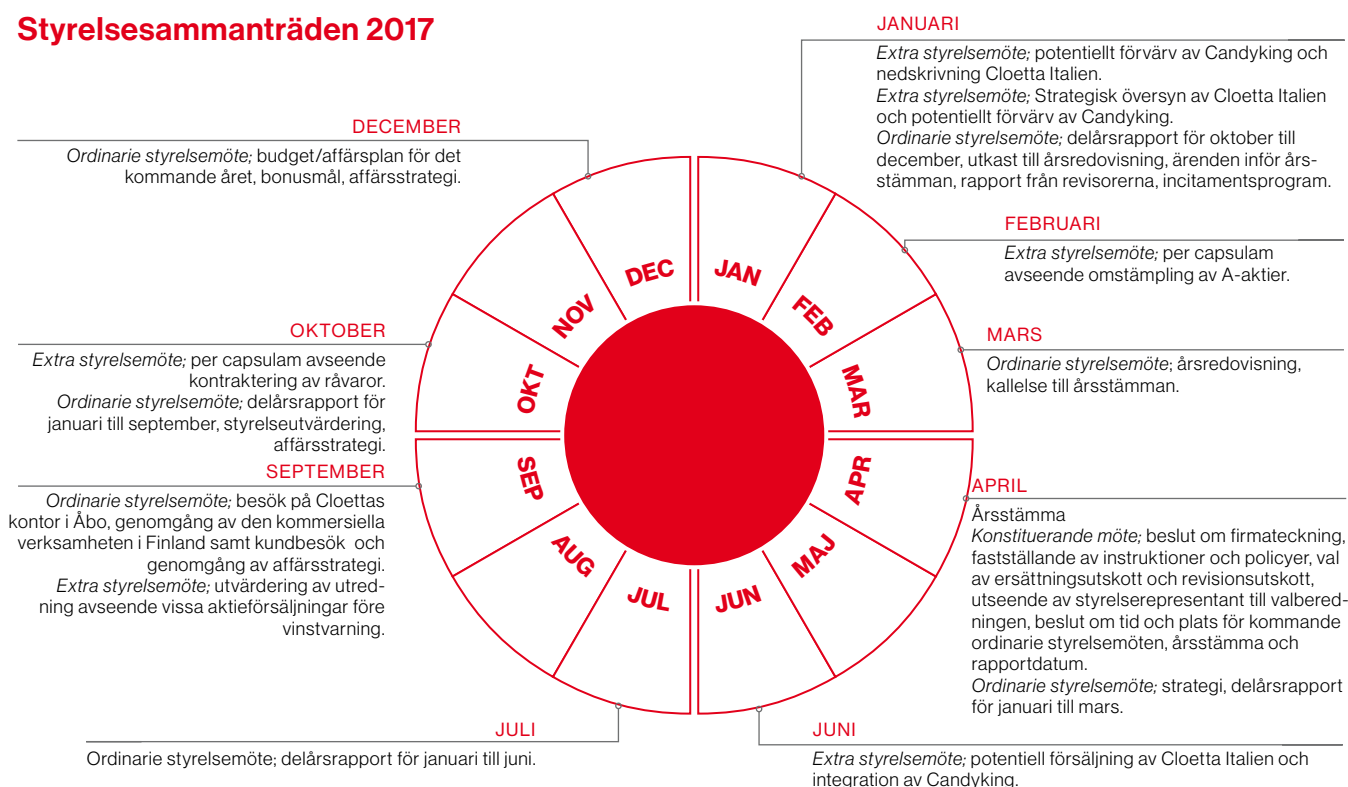 Styrelsesammanträden 2017
JANUARI
Extra styrelsemöte; potentiellt förvärv av Candyking och
nedskrivning Cloetta Italien.
Extra styrelsemöte; Strategisk översyn av Cloetta Italien
och potentiellt förvärv av Candyking.
Ordinarie styrelsemöte; delårsrapport för oktober till
december, utkast till årsredovisning, ärenden inför års-
stämman, rapport från revisorerna, incitamentsprogram.
FEBRUARI
Extra styrelsemöte; per capsulam
avseende omstämpling av A-aktier.
MARS
Ordinarie styrelsemöte; årsredovisning,
kallelse till årsstämman.
APRIL
Årsstämma
Konstituerande möte; beslut om firmateckning,
fastställande av instruktioner och policyer, val
av ersättningsutskott och revisionsutskott,
utseende av styrelserepresentant till valbered-
ningen, beslut om tid och plats för kommande
ordinarie styrelsemöten, årsstämma och
rapportdatum.
Ordinarie styrelsemöte; strategi, delårsrapport
för januari till mars.
JUNI
Extra styrelsemöte; potentiell försäljning av Cloetta Italien och
integration av Candyking.
JULI
Ordinarie styrelsemöte; delårsrapport för januari till juni.
SEPTEMBER
Ordinarie styrelsemöte; besök på Cloettas
kontor i Åbo, genomgång av den kommersiella
verksamheten i Finland samt kundbesök och
genomgång av affärsstrategi.
Extra styrelsemöte; utvärdering av utred-
ning avseende vissa aktieförsäljningar före
vinstvarning.
OKTOBER
Extra styrelsemöte; per capsulam avseende
kontraktering av råvaror.
Ordinarie styrelsemöte; delårsrapport för
januari till september, styrelseutvärdering,
affärsstrategi.
DECEMBER
Ordinarie styrelsemöte; budget/affärsplan för det
kommande året, bonusmål, affärsstrategi.
JAN
FEB
MAR
APR
MAJ
JUN
JUL
AUG
SEP
OKT
NOV
DEC